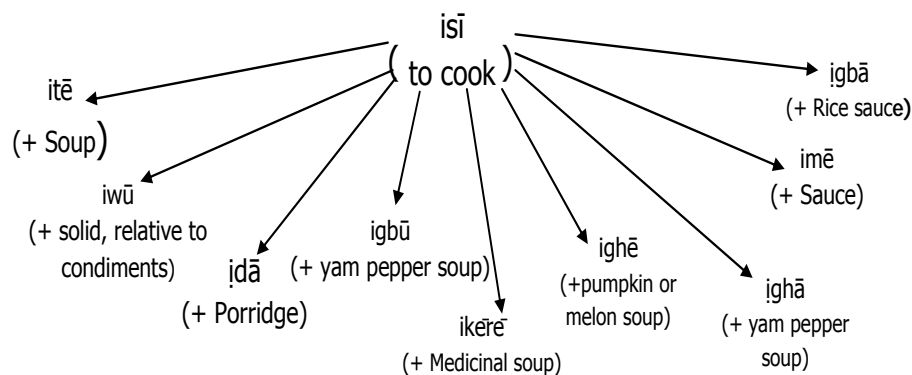 isī
( to cook )
itē
(+ Soup)
iwū
(+ solid, relative to
condiments)
ịdā
(+ Porridge)
igbū
(+ yam pepper soup)
ikērē
(+ Medicinal soup)
ighē
(+pumpkin or
melon soup)
ịghā
(+ yam pepper
soup)
imē
(+ Sauce)
ịgbā
(+ Rice sauce)